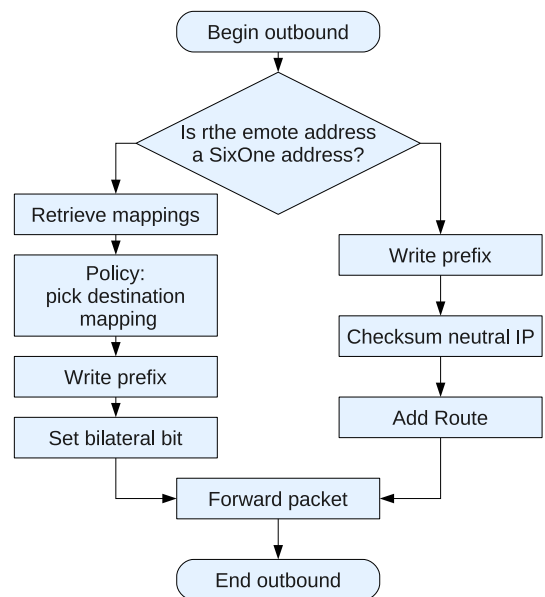 Begin outbound
Is rthe emote address
a SixOne address?
Retrieve mappings
Policy:
pick destination
mapping
Write prefix
Set bilateral bit
Write prefix
Checksum neutral IP
Add Route
Forward packet
End outbound